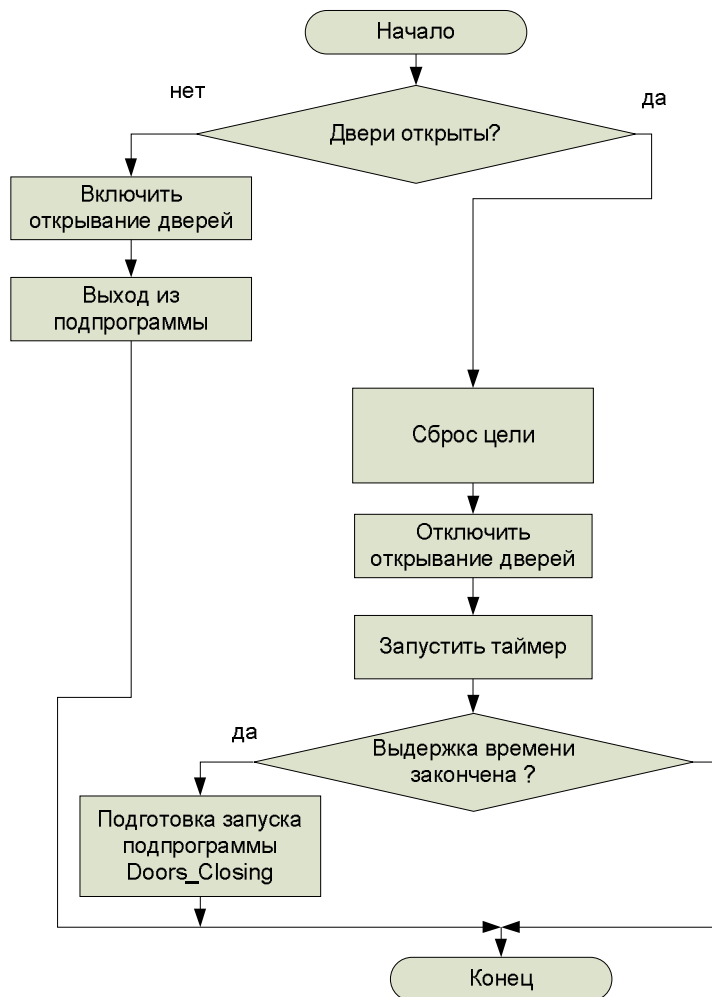 Начало
нет
да
Двери открыты?
Включить
открывание дверей
Выход из
подпрограммы
Сброс цели
Отключить
открывание дверей
Запустить таймер
да
Выдержка времени
закончена ?
Подготовка запуска
подпрограммы
Doors_Closing
Конец